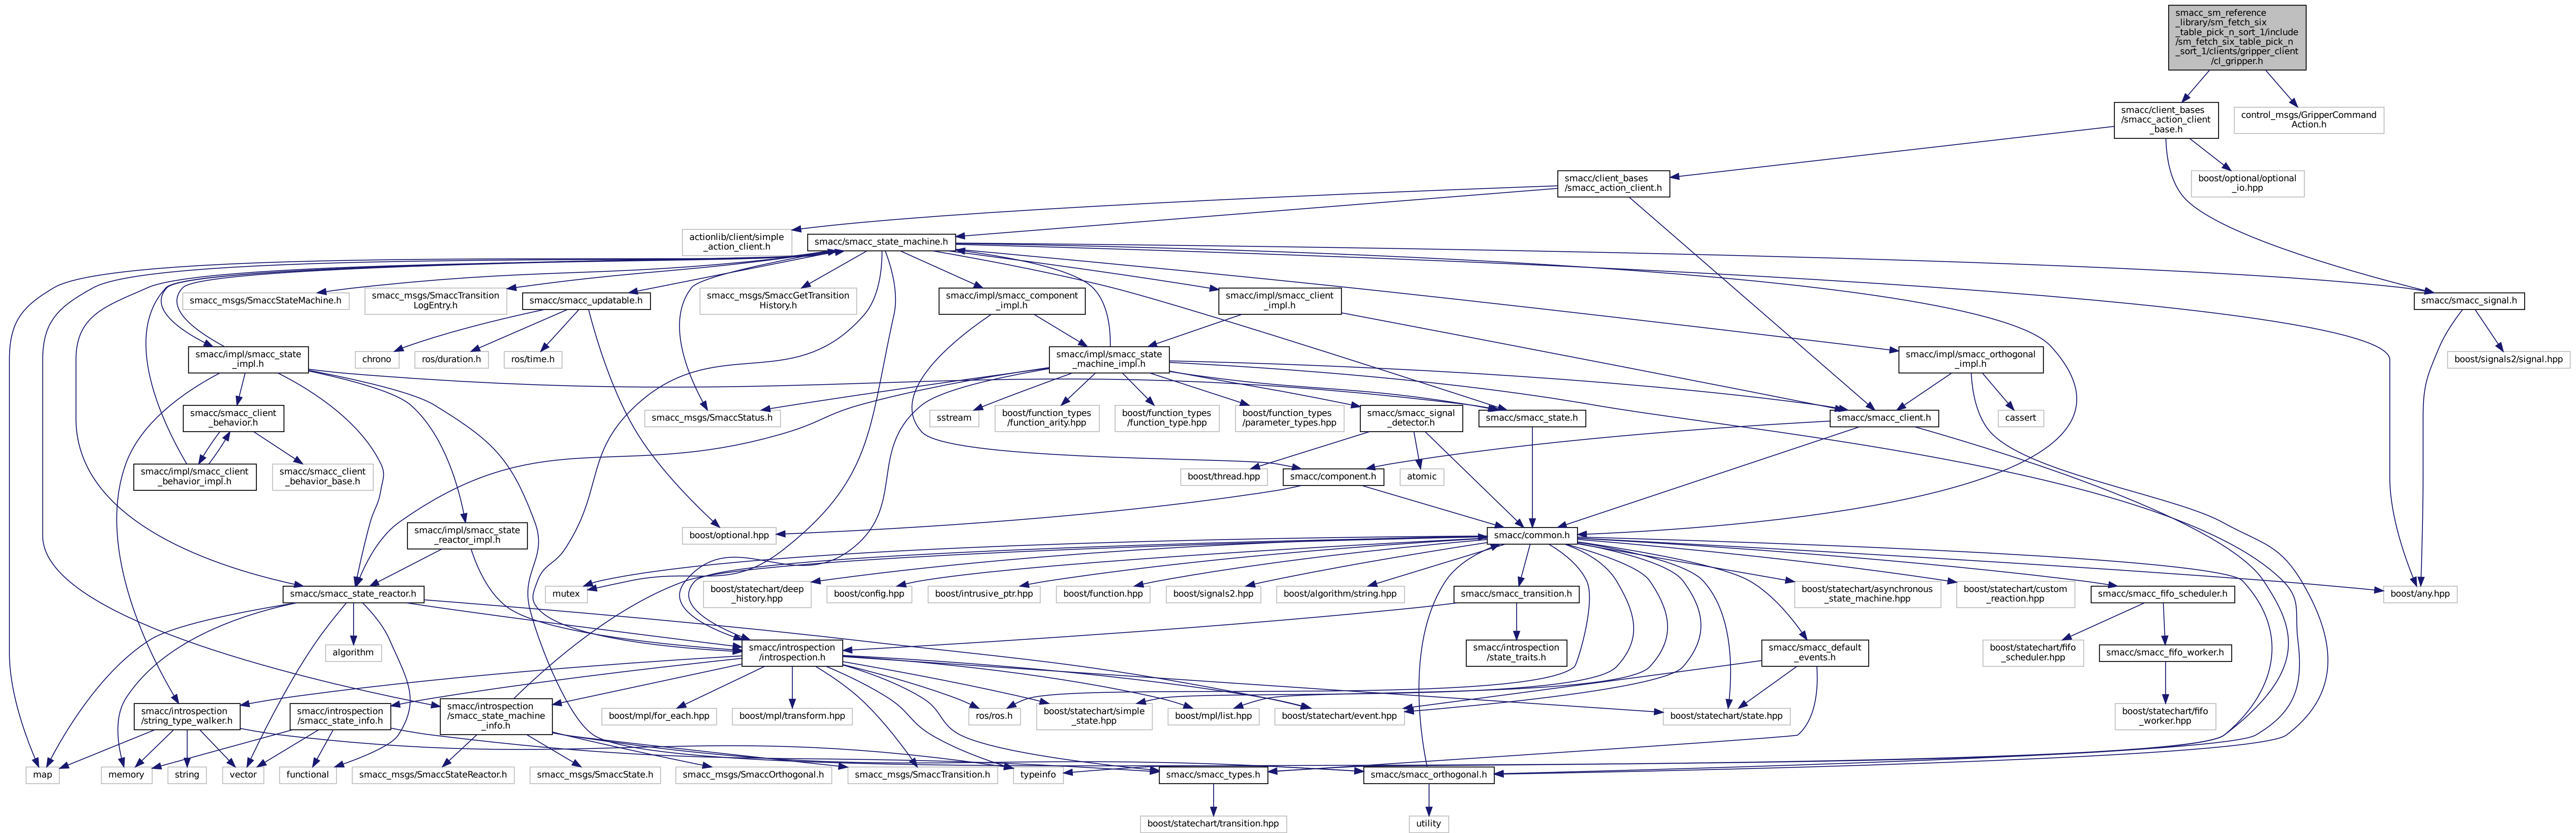 smacc_sm_reference
_library/sm_fetch_six
_table_pick_n_sort_1/include
/sm_fetch_six_table_pick_n
_sort_1/clients/gripper_client
/cl_gripper.h
smacc/client_bases
/smacc_action_client
_base.h
control_msgs/GripperCommand
Action.h
smacc/client_bases
/smacc_action_client.h
boost/optional/optional
_io.hpp
actionlib/client/simple
_action_client.h
smacc/smacc_state_machine.h
smacc_msgs/SmaccStateMachine.h
smacc_msgs/SmaccTransition
LogEntry.h
smacc/smacc_updatable.h
smacc_msgs/SmaccGetTransition
History.h
smacc/impl/smacc_component
_impl.h
smacc/impl/smacc_client
_impl.h
smacc/smacc_signal.h
smacc/impl/smacc_state
_impl.h
chrono
ros/duration.h
ros/time.h
smacc/impl/smacc_state
_machine_impl.h
smacc/impl/smacc_orthogonal
_impl.h
boost/signals2/signal.hpp
smacc/smacc_client
_behavior.h
smacc_msgs/SmaccStatus.h
sstream
boost/function_types
/function_arity.hpp
boost/function_types
/function_type.hpp
boost/function_types
/parameter_types.hpp
smacc/smacc_signal
_detector.h
smacc/smacc_state.h
smacc/smacc_client.h
cassert
smacc/impl/smacc_client
_behavior_impl.h
smacc/smacc_client
_behavior_base.h
boost/thread.hpp
smacc/component.h
atomic
smacc/impl/smacc_state
_reactor_impl.h
boost/optional.hpp
smacc/common.h
smacc/smacc_state_reactor.h
mutex
boost/statechart/deep
_history.hpp
boost/config.hpp
boost/intrusive_ptr.hpp
boost/function.hpp
boost/signals2.hpp
boost/algorithm/string.hpp
smacc/smacc_transition.h
boost/statechart/asynchronous
_state_machine.hpp
boost/statechart/custom
_reaction.hpp
smacc/smacc_fifo_scheduler.h
boost/any.hpp
algorithm
smacc/introspection
/introspection.h
smacc/introspection
/state_traits.h
smacc/smacc_default
_events.h
boost/statechart/fifo
_scheduler.hpp
smacc/smacc_fifo_worker.h
smacc/introspection
/string_type_walker.h
smacc/introspection
/smacc_state_info.h
smacc/introspection
/smacc_state_machine
_info.h
boost/mpl/for_each.hpp
boost/mpl/transform.hpp
ros/ros.h
boost/statechart/simple
_state.hpp
boost/mpl/list.hpp
boost/statechart/event.hpp
boost/statechart/state.hpp
boost/statechart/fifo
_worker.hpp
map
memory
string
vector
functional
smacc_msgs/SmaccStateReactor.h
smacc_msgs/SmaccState.h
smacc_msgs/SmaccOrthogonal.h
smacc_msgs/SmaccTransition.h
typeinfo
smacc/smacc_types.h
smacc/smacc_orthogonal.h
boost/statechart/transition.hpp
utility